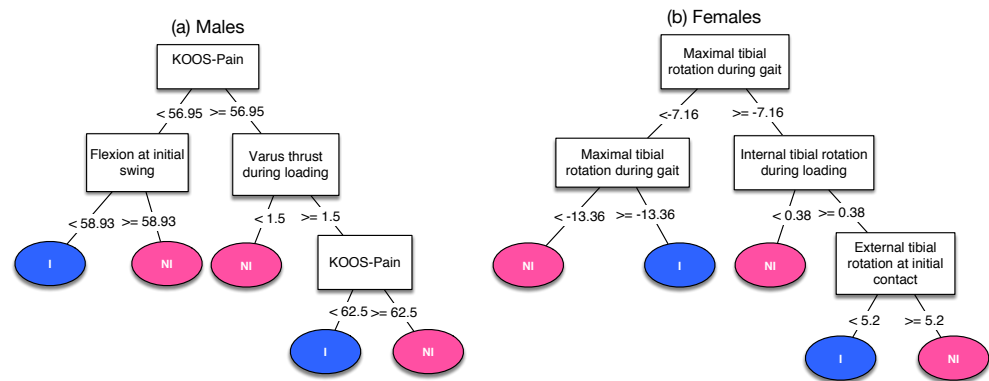 (a) Males
KOOS-Pain
< 56.95 >= 56.95
Flexion at initial
swing
Varus thrust
during loading
< 58.93 >= 58.93
< 1.5 >= 1.5
I
NI
NI
KOOS-Pain
< 62.5 >= 62.5
I
NI
(b) Females
Maximal tibial
rotation during gait
<-7.16 >= -7.16
Maximal tibial
rotation during gait
Internal tibial rotation
during loading
< -13.36 >= -13.36
< 0.38 >= 0.38
NI
I
NI
External tibial
rotation at initial
contact
< 5.2 >= 5.2
I
NI